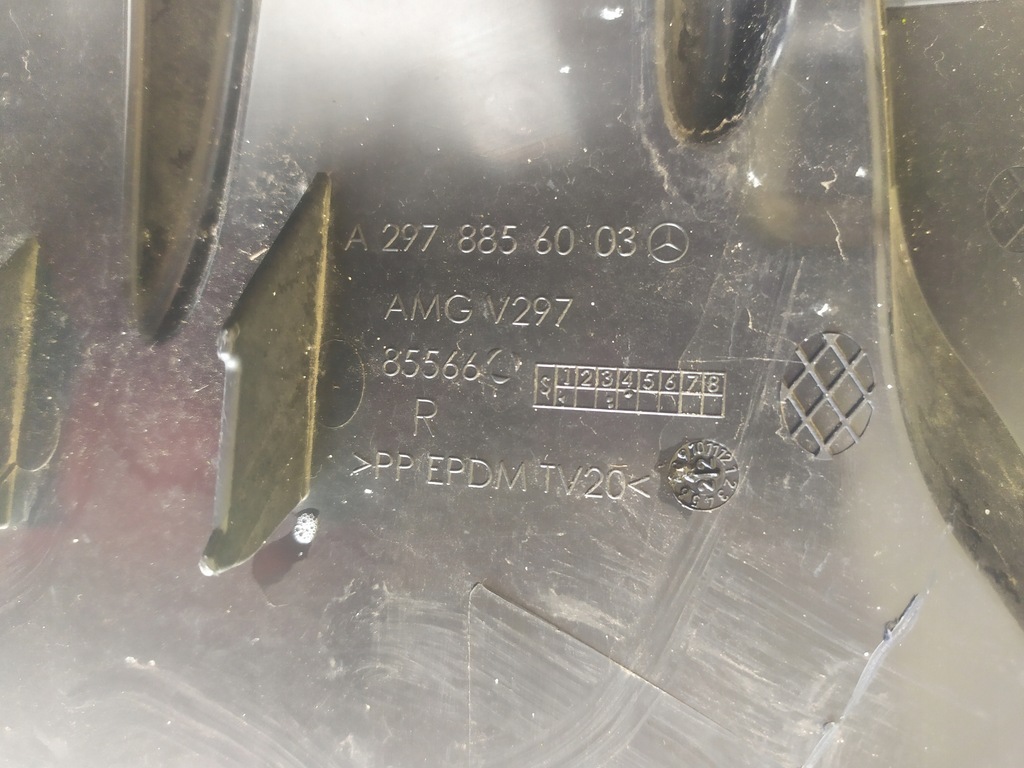 A 297 885 60 03
AMG V297
85566
S 1 2 3 4 5 6 7 8
R
>PP EPDM TV20<